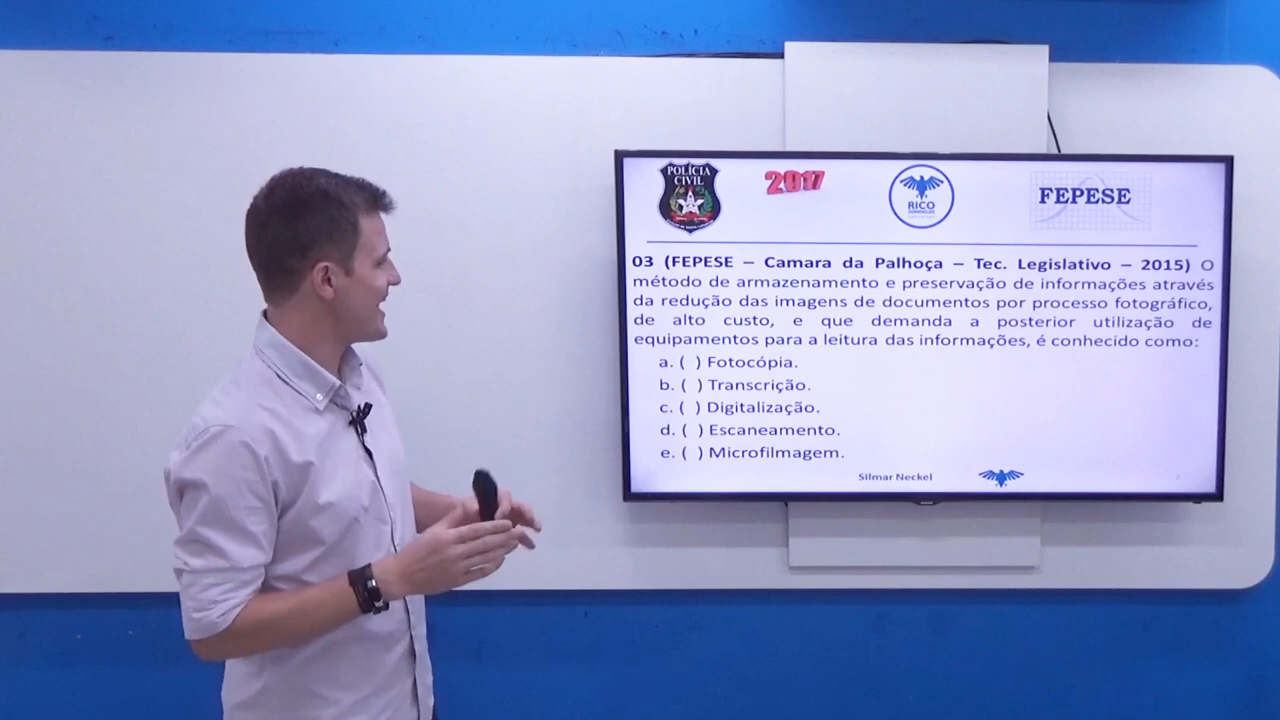 POLÍCIA
CIVIL
2017
RICO
FEPESE
03 (FEPESE – Camara da Palhoça – Tec. Legislativo – 2015) O
método de armazenamento e preservação de informações através
da redução das imagens de documentos por processo fotográfico,
de alto custo, e que demanda a posterior utilização de
equipamentos para a leitura das informações, é conhecido como:
a. ( ) Fotocópia.
b. ( ) Transcrição.
c. ( ) Digitalização.
d. ( ) Escaneamento.
e. ( ) Microfilmagem.
Silmar Neckel